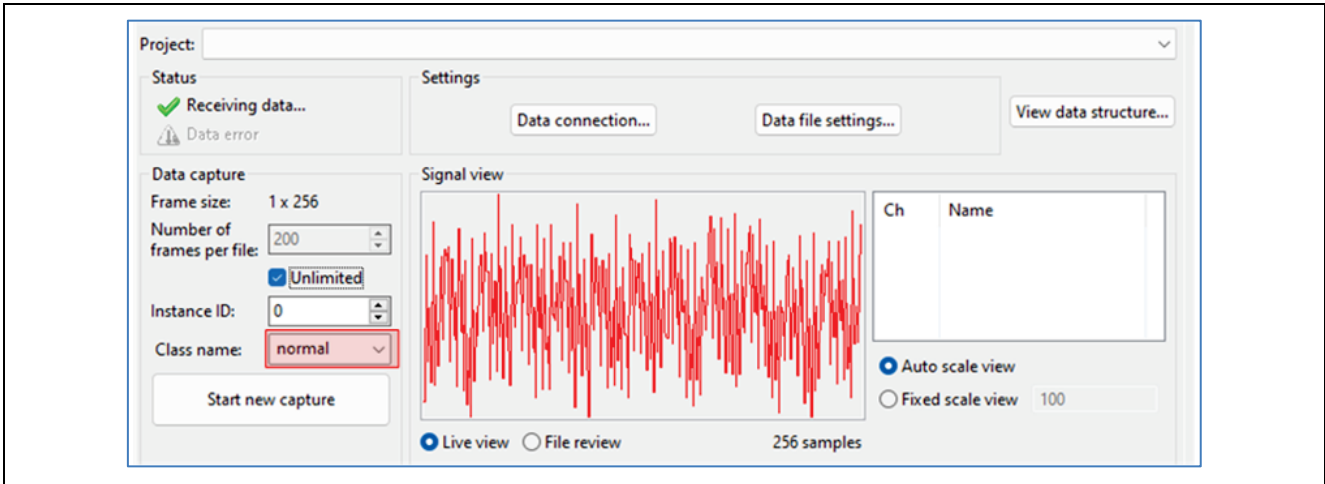 Project:
Status
Receiving data...
Data error
Settings
Data connection...
Data file settings...
View data structure...
Data capture
Frame size: 1 x 256
Number of
frames per file: 200
Unlimited
Instance ID: 0
Class name: normal
Start new capture
Signal view
Live view File review 256 samples
Ch Name
Auto scale view
Fixed scale view 100